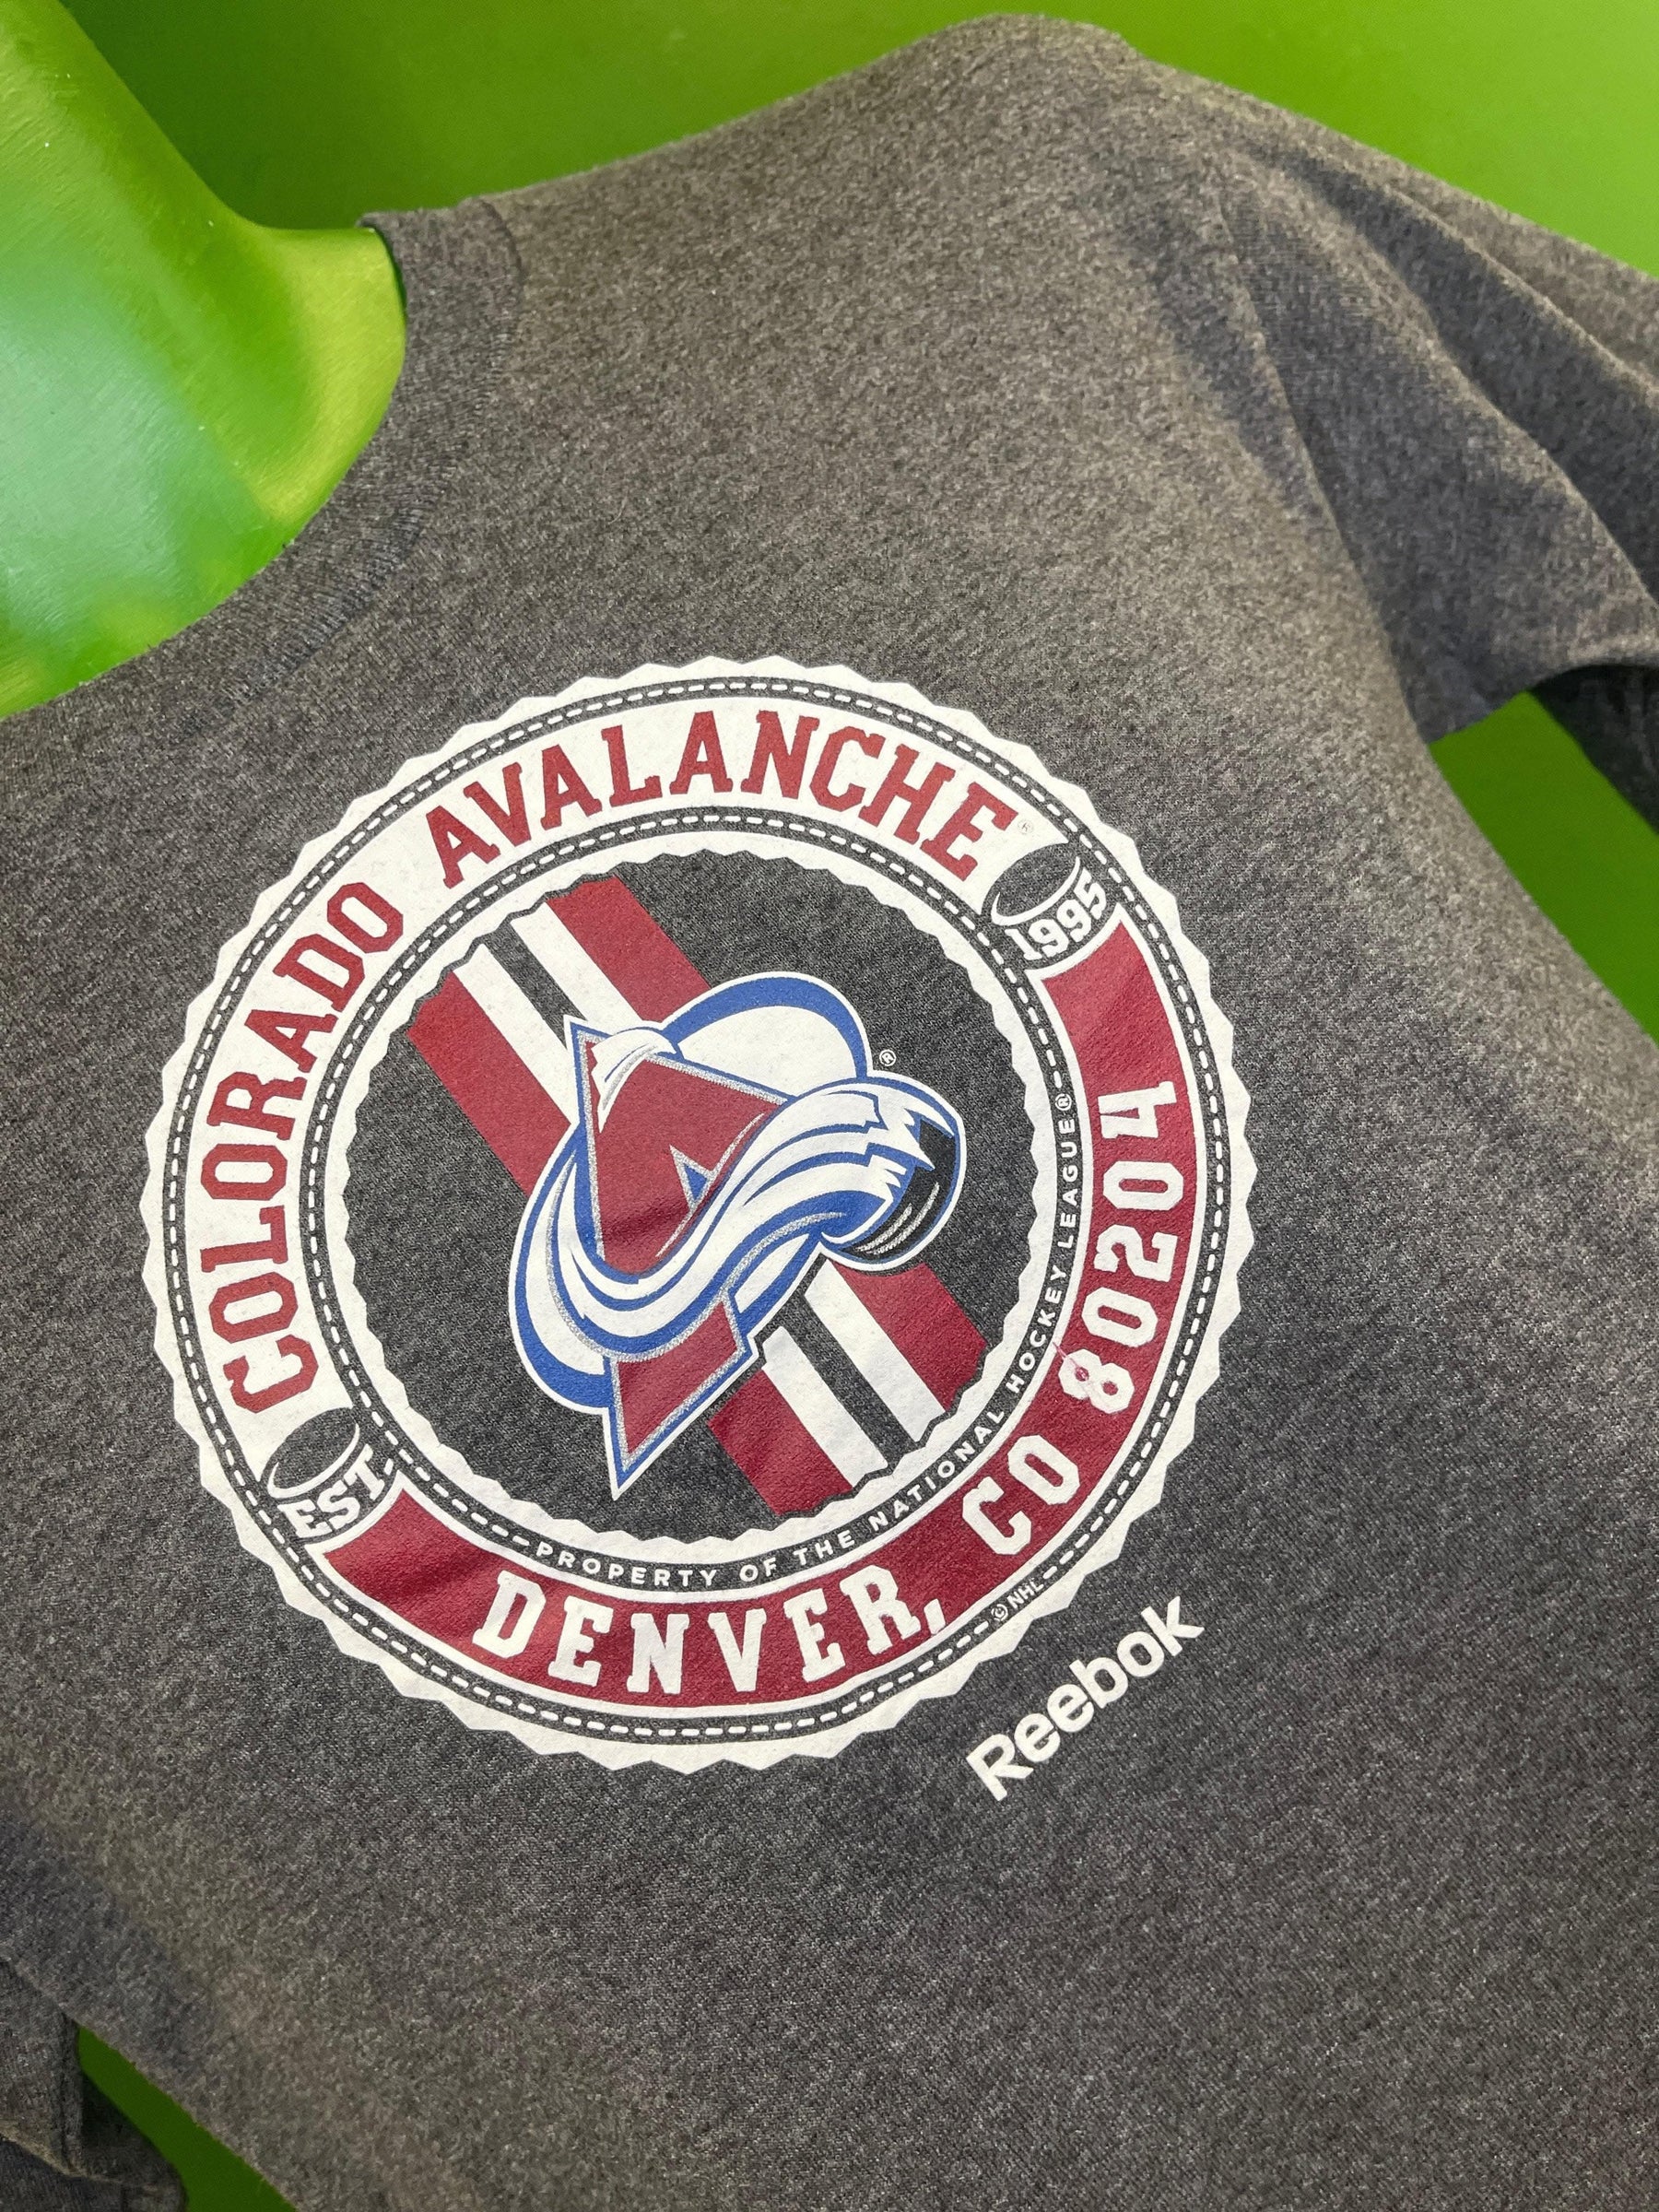 COLORADO AVALANCHE®
EST. 1995
®
PROPERTY OF THE NATIONAL HOCKEY LEAGUE®
DENVER, CO 80204
© NHL
Reebok